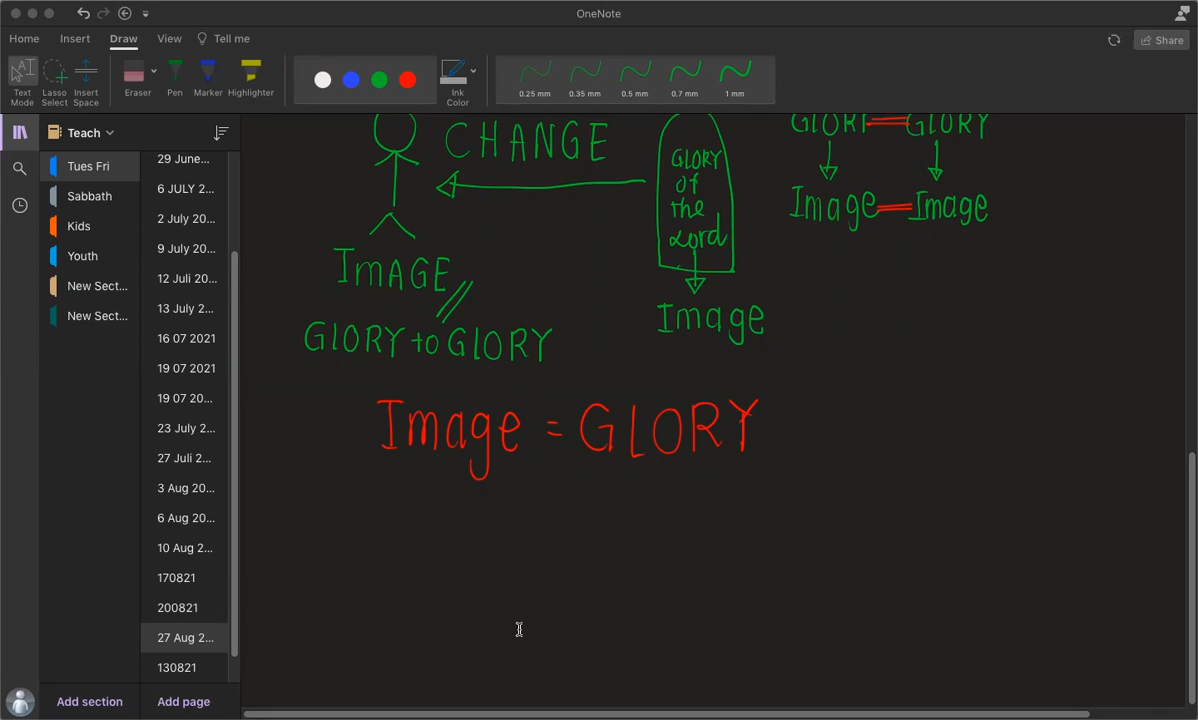 OneNote
Home Insert Draw View Tell me
Share
Eraser
Text Mode
Lasso Select
Insert Space
Pen
Marker
Highlighter
Ink Color
0.25 mm 0.35 mm 0.5 mm 0.7 mm 1 mm
Teach
Tues Fri
Sabbath
Kids
Youth
New Sect...
New Sect...
29 June...
6 JULY 2...
2 July 20...
9 July 20...
12 Juli 20...
13 July 2...
16 07 2021
19 07 2021
19 07 20...
23 July 2...
27 Juli 2...
3 Aug 20...
6 Aug 20...
10 Aug 2...
170821
200821
27 Aug 2...
130821
Add section
Add page
CHANGE
GLORY
of
the
Lord
Image
IMAGE
GLORY to GLORY
GLORY = GLORY
Image = Image
Image = GLORY